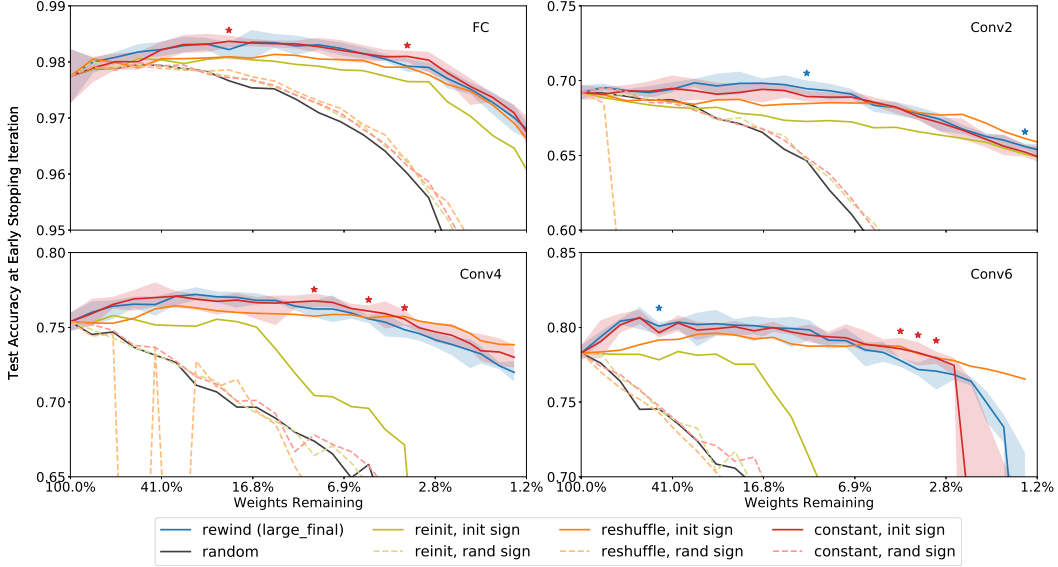 Test Accuracy at Early Stopping Iteration
0.99
0.98
0.97
0.96
0.95
FC
0.75
0.70
0.65
0.60
Conv2
0.80
0.75
0.70
0.65
Conv4
100.0% 41.0% 16.8% 6.9% 2.8% 1.2%
Weights Remaining
0.85
0.80
0.75
0.70
Conv6
100.0% 41.0% 16.8% 6.9% 2.8% 1.2%
Weights Remaining
rewind (large_final) reinit, init sign reshuffle, init sign constant, init sign
random reinit, rand sign reshuffle, rand sign constant, rand sign